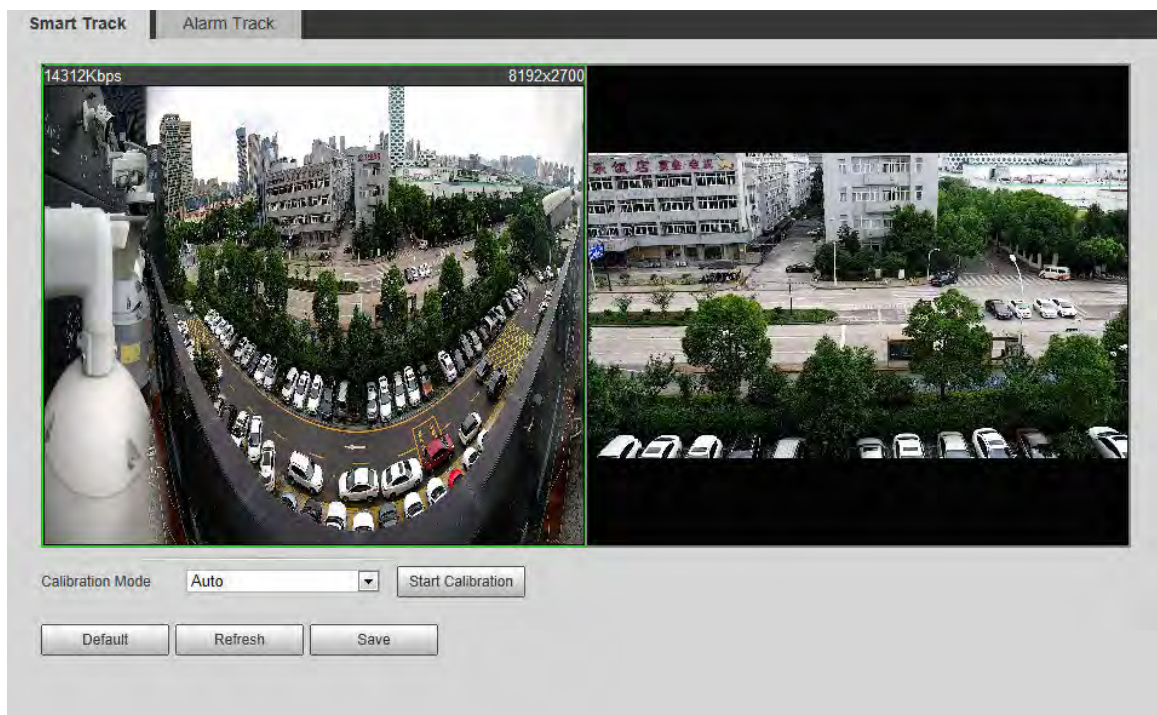 Smart Track
Alarm Track
14312Kbps
8192x2700
Calibration Mode
Auto
Start Calibration
Default
Refresh
Save